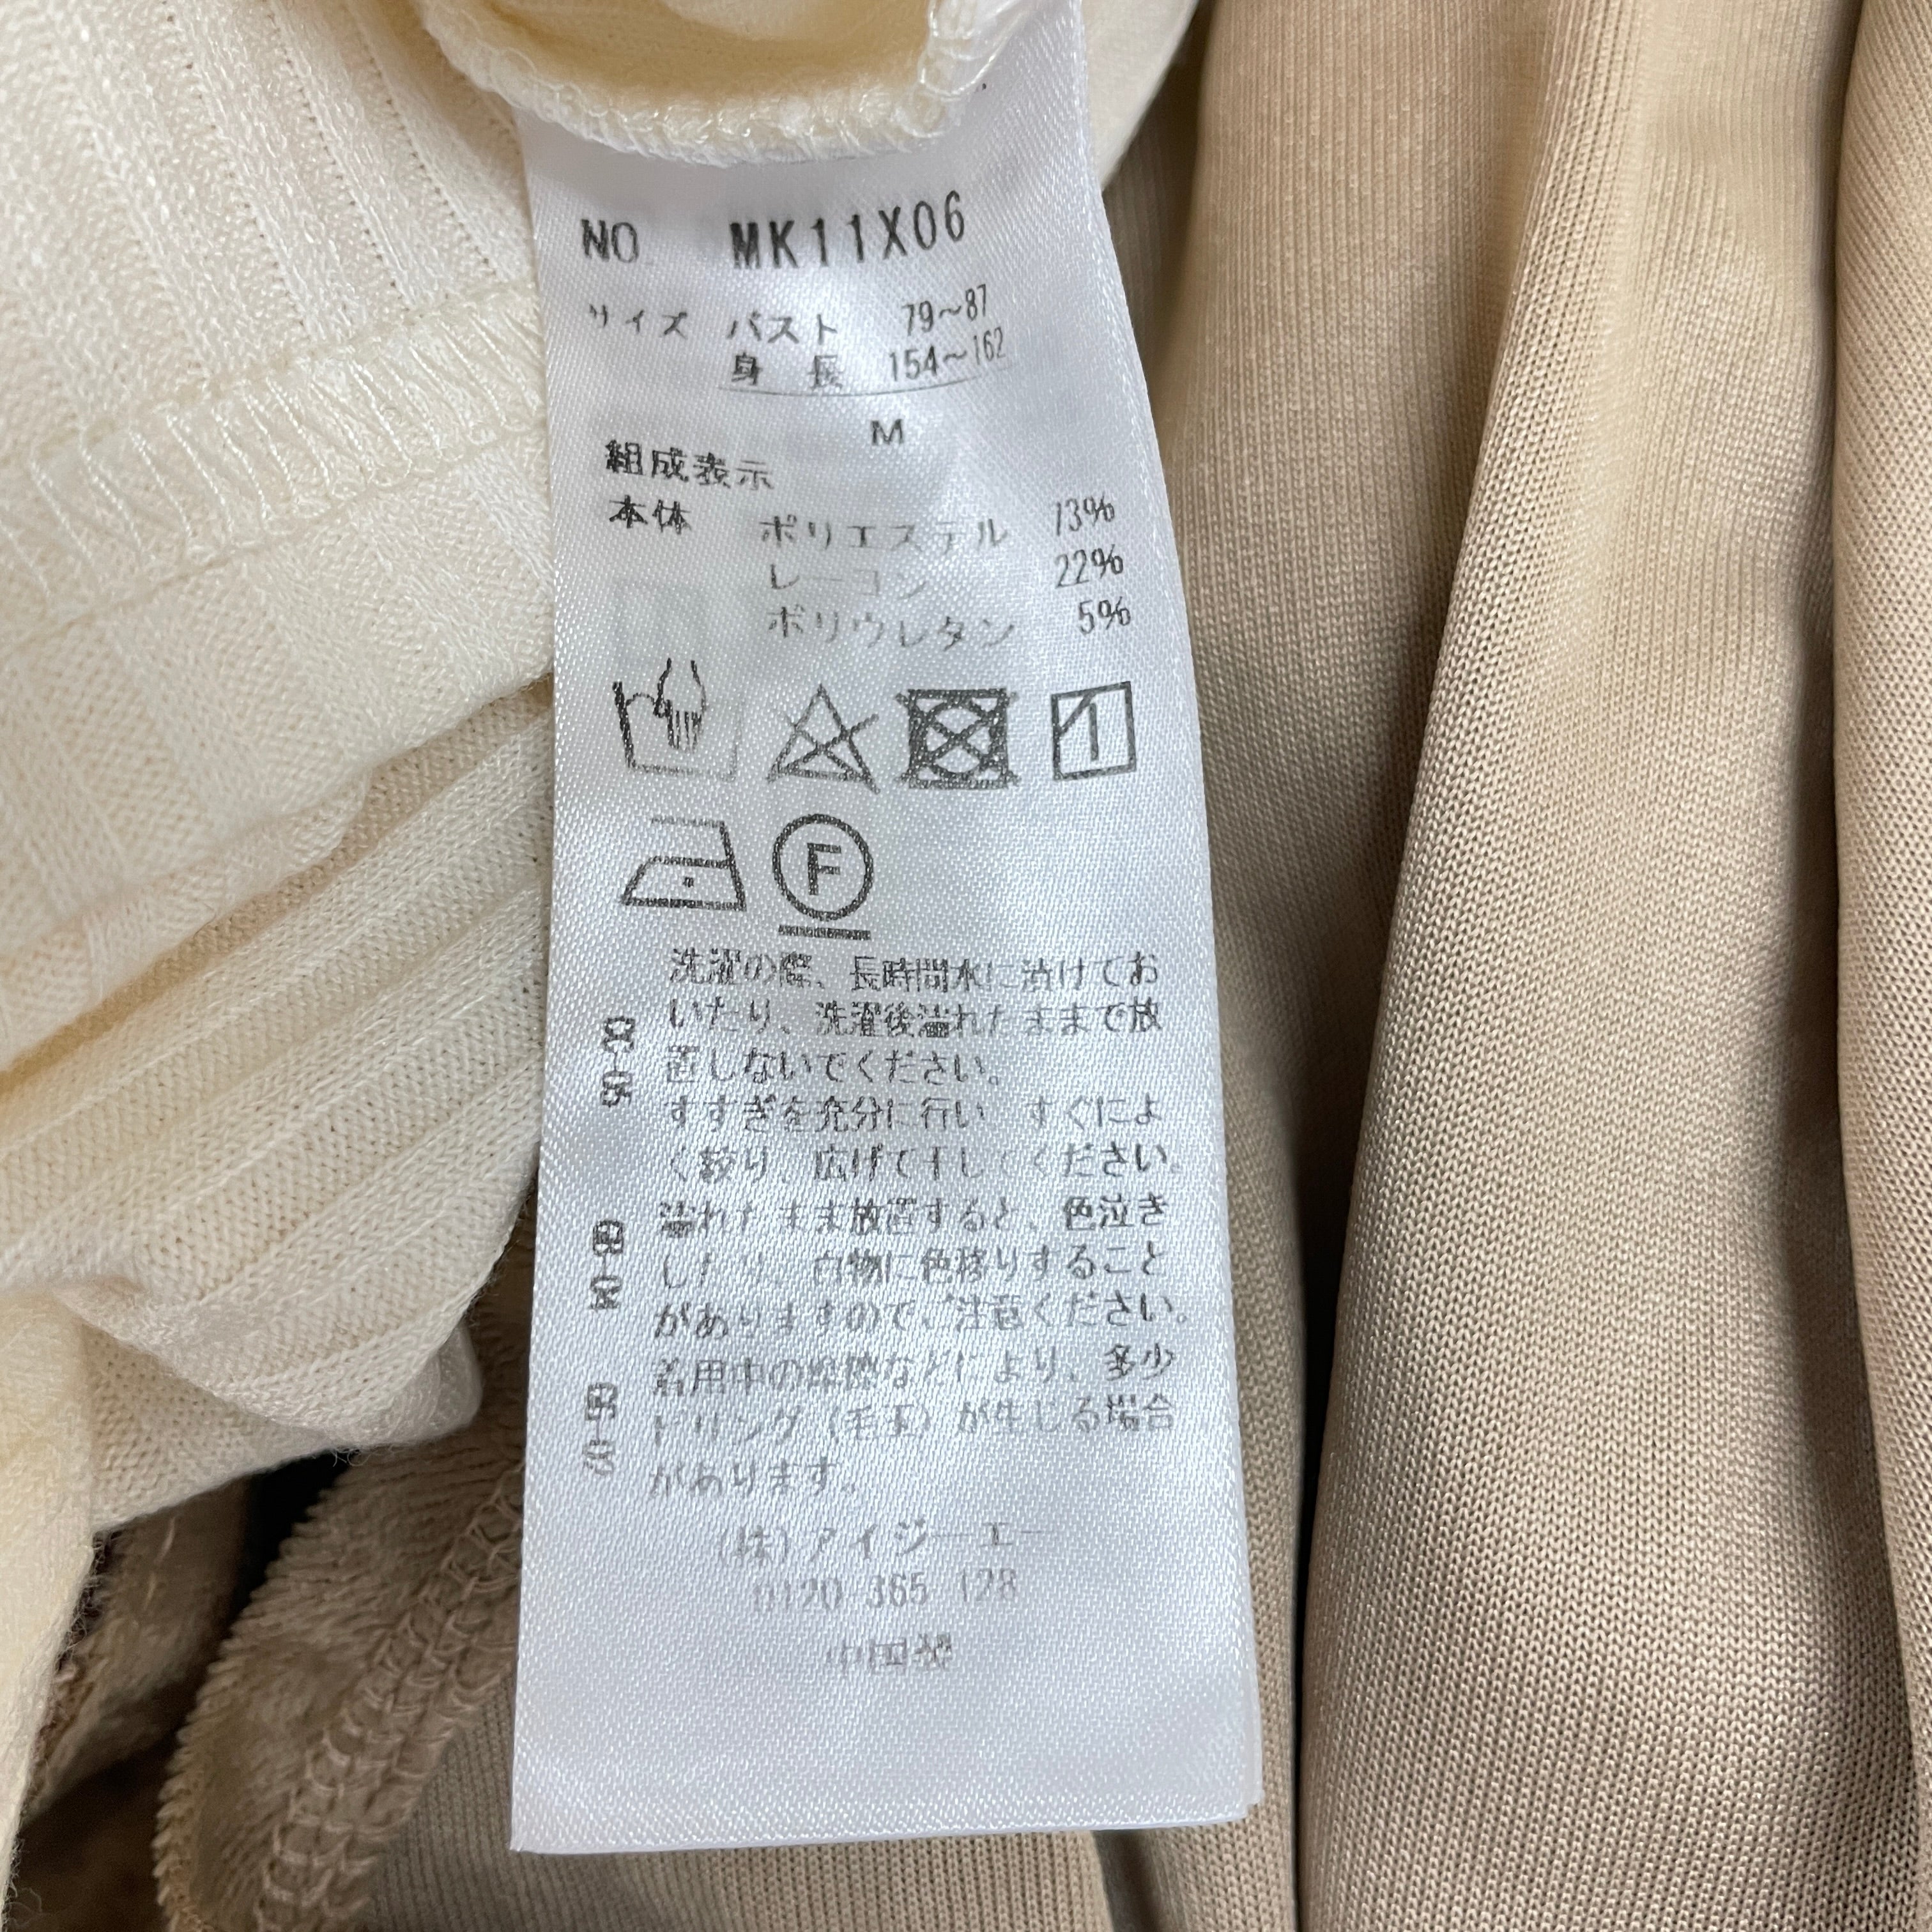 NO. MK11X06
サイズ バスト 79～87
身 長 154～162
M
組成表示
本体 ポリエステル 73%
レーヨン 22%
ポリウレタン 5%
F
洗濯の際、長時間水に漬けてお
いたり、洗濯後濡れたままで放
置しないでください。
すすぎを充分に行い すぐによ
く絞り、広げて干してください。
濡れたまま放置すると、色泣き
したり、白物に色移りすること
がありますのでご注意ください。
着用中の摩擦などにより、多少
ピリング（毛玉）が生じる場合
があります。
(株)アイジーエー
0120-365-128
中国製